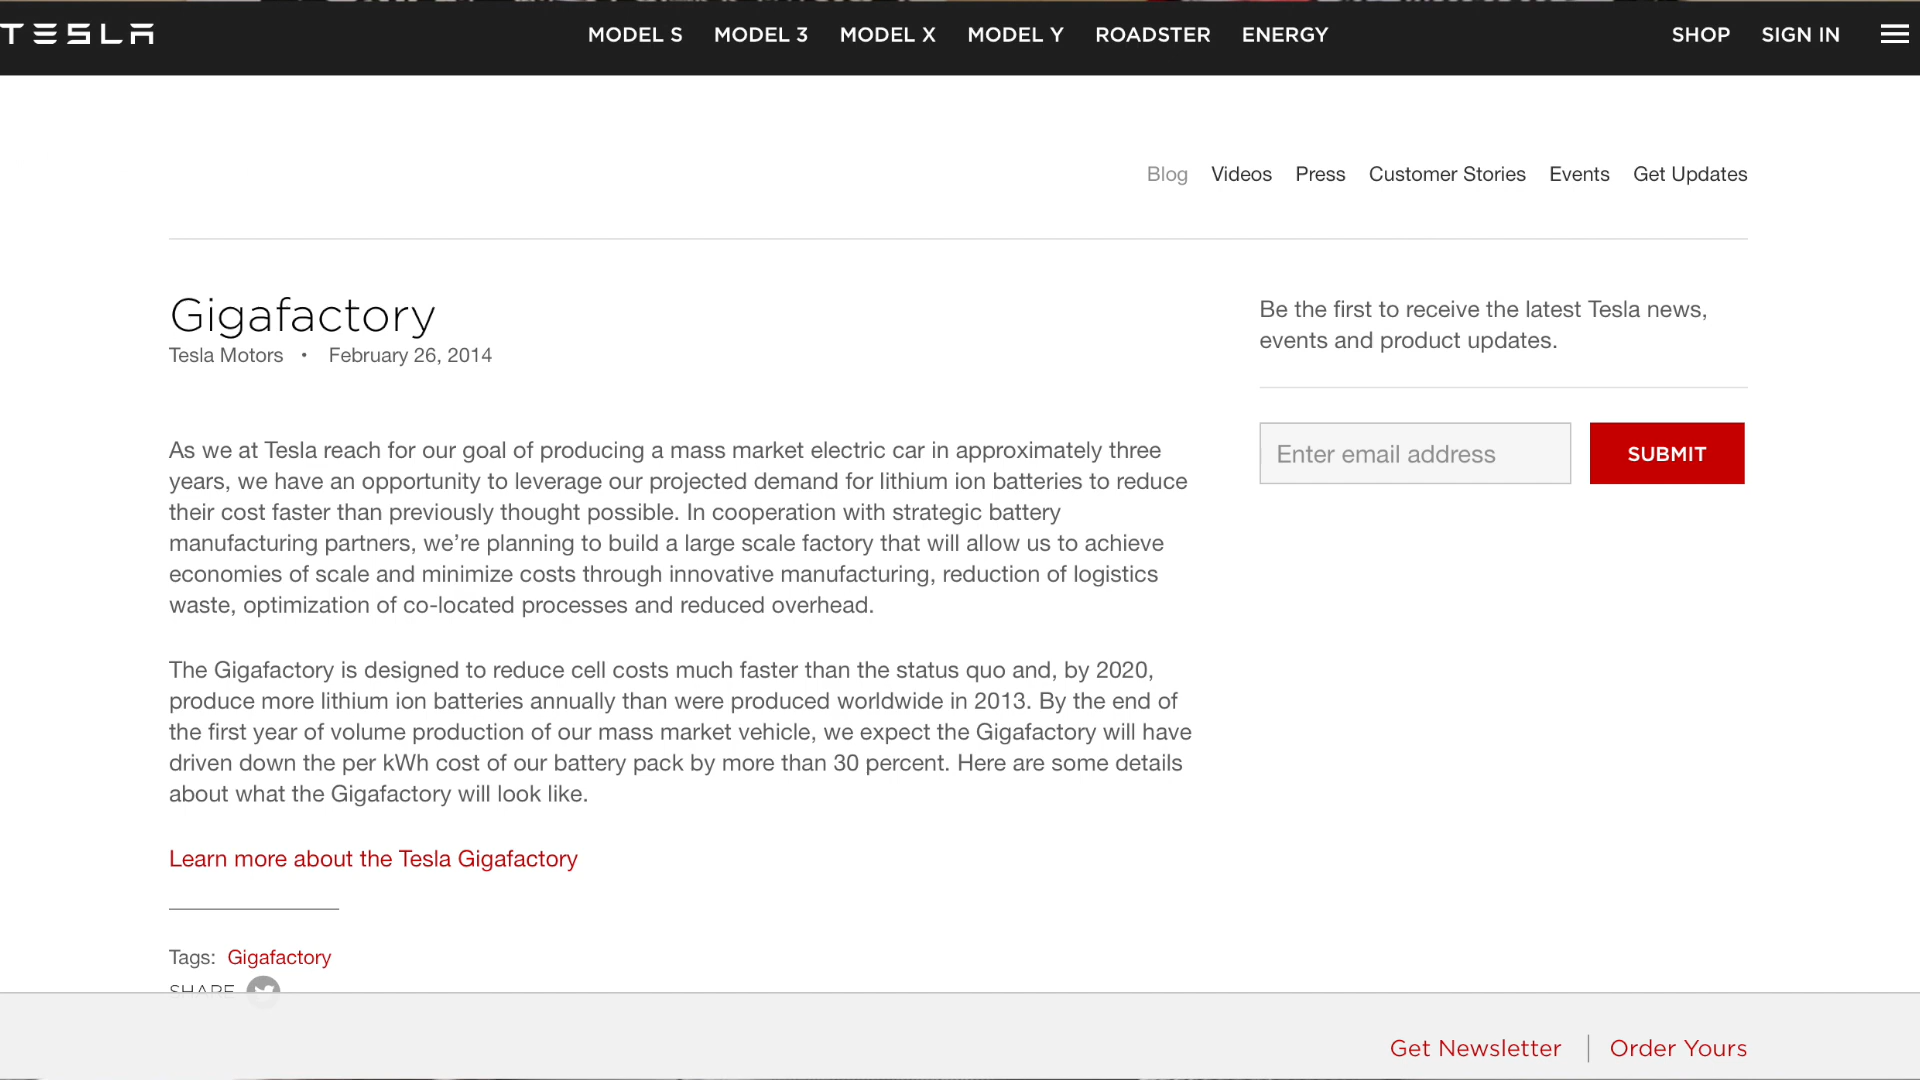 TESLA MODEL S MODEL 3 MODEL X MODEL Y ROADSTER ENERGY SHOP SIGN IN
Blog Videos Press Customer Stories Events Get Updates
Gigafactory
Tesla Motors • February 26, 2014
As we at Tesla reach for our goal of producing a mass market electric car in approximately three
years, we have an opportunity to leverage our projected demand for lithium ion batteries to reduce
their cost faster than previously thought possible. In cooperation with strategic battery
manufacturing partners, we’re planning to build a large scale factory that will allow us to achieve
economies of scale and minimize costs through innovative manufacturing, reduction of logistics
waste, optimization of co-located processes and reduced overhead.
The Gigafactory is designed to reduce cell costs much faster than the status quo and, by 2020,
produce more lithium ion batteries annually than were produced worldwide in 2013. By the end of
the first year of volume production of our mass market vehicle, we expect the Gigafactory will have
driven down the per kWh cost of our battery pack by more than 30 percent. Here are some details
about what the Gigafactory will look like.
Learn more about the Tesla Gigafactory
Tags: Gigafactory
SHARE
Be the first to receive the latest Tesla news,
events and product updates.
Enter email address SUBMIT
Get Newsletter | Order Yours